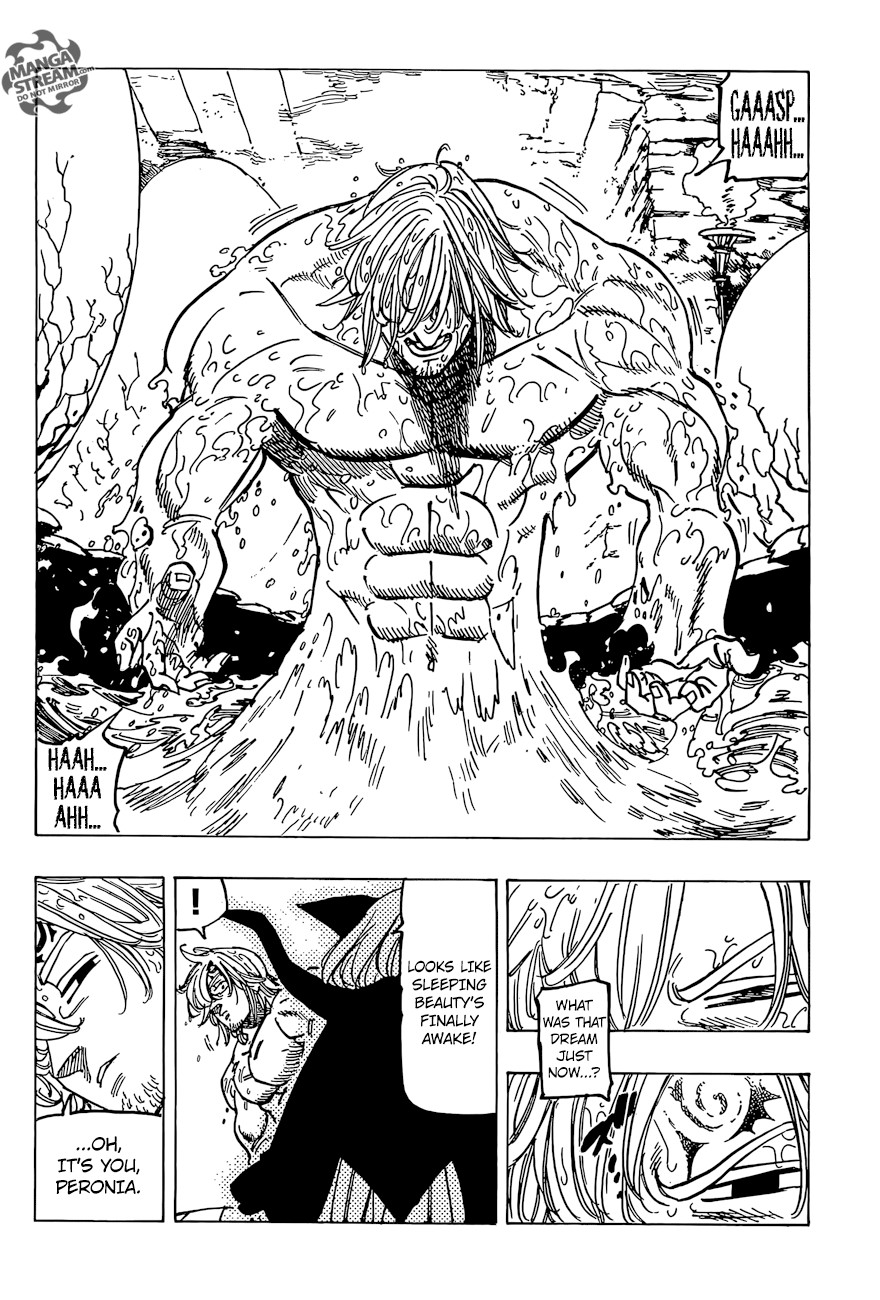 MANGA
STREAM.com
DO NOT MIRROR!
GAAASP...
HAAAHH...
HAAH...
HAAA
AHH...
WHAT
WAS THAT
DREAM
JUST
NOW...?
LOOKS LIKE
SLEEPING
BEAUTY'S
FINALLY
AWAKE!
!
...OH,
IT'S YOU,
PERONIA.